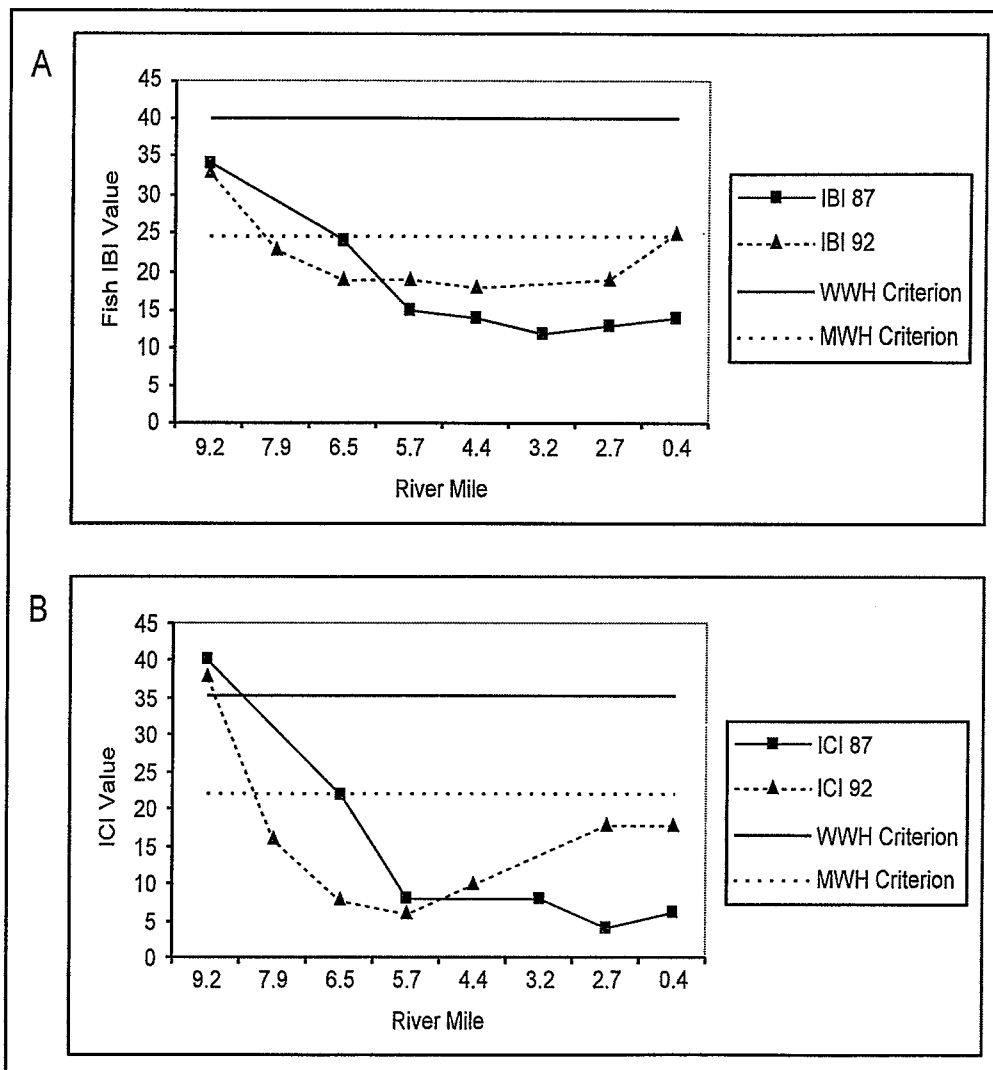 A
45
40
35
30
25
20
15
10
5
0
Fish IBI Value
9.2 7.9 6.5 5.7 4.4 3.2 2.7 0.4
River Mile
IBI 87
IBI 92
WWH Criterion
MWH Criterion
B
45
40
35
30
25
20
15
10
5
0
ICI Value
9.2 7.9 6.5 5.7 4.4 3.2 2.7 0.4
River Mile
ICI 87
ICI 92
WWH Criterion
MWH Criterion